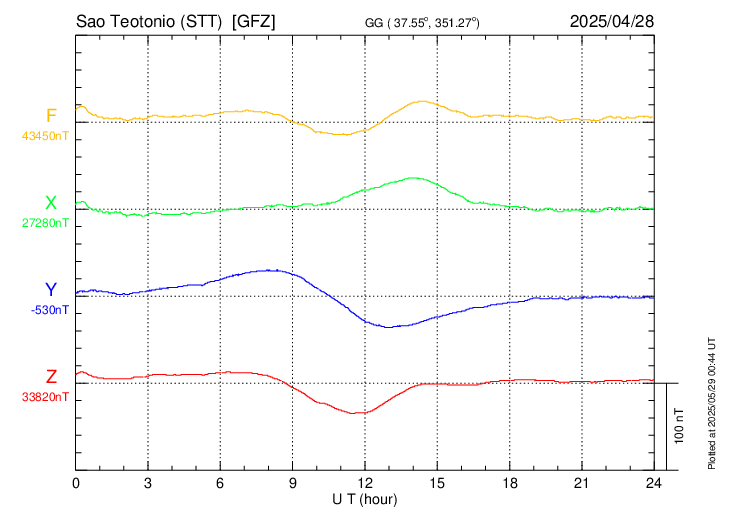 Sao Teotonio (STT) [GFZ]
GG ( 37.55°, 351.27°)
2025/04/28
F
43450nT
X
27280nT
Y
-530nT
Z
33820nT
0 3 6 9 12 15 18 21 24
U T (hour)
100 nT
Plotted at 2025/05/29 00:44 UT